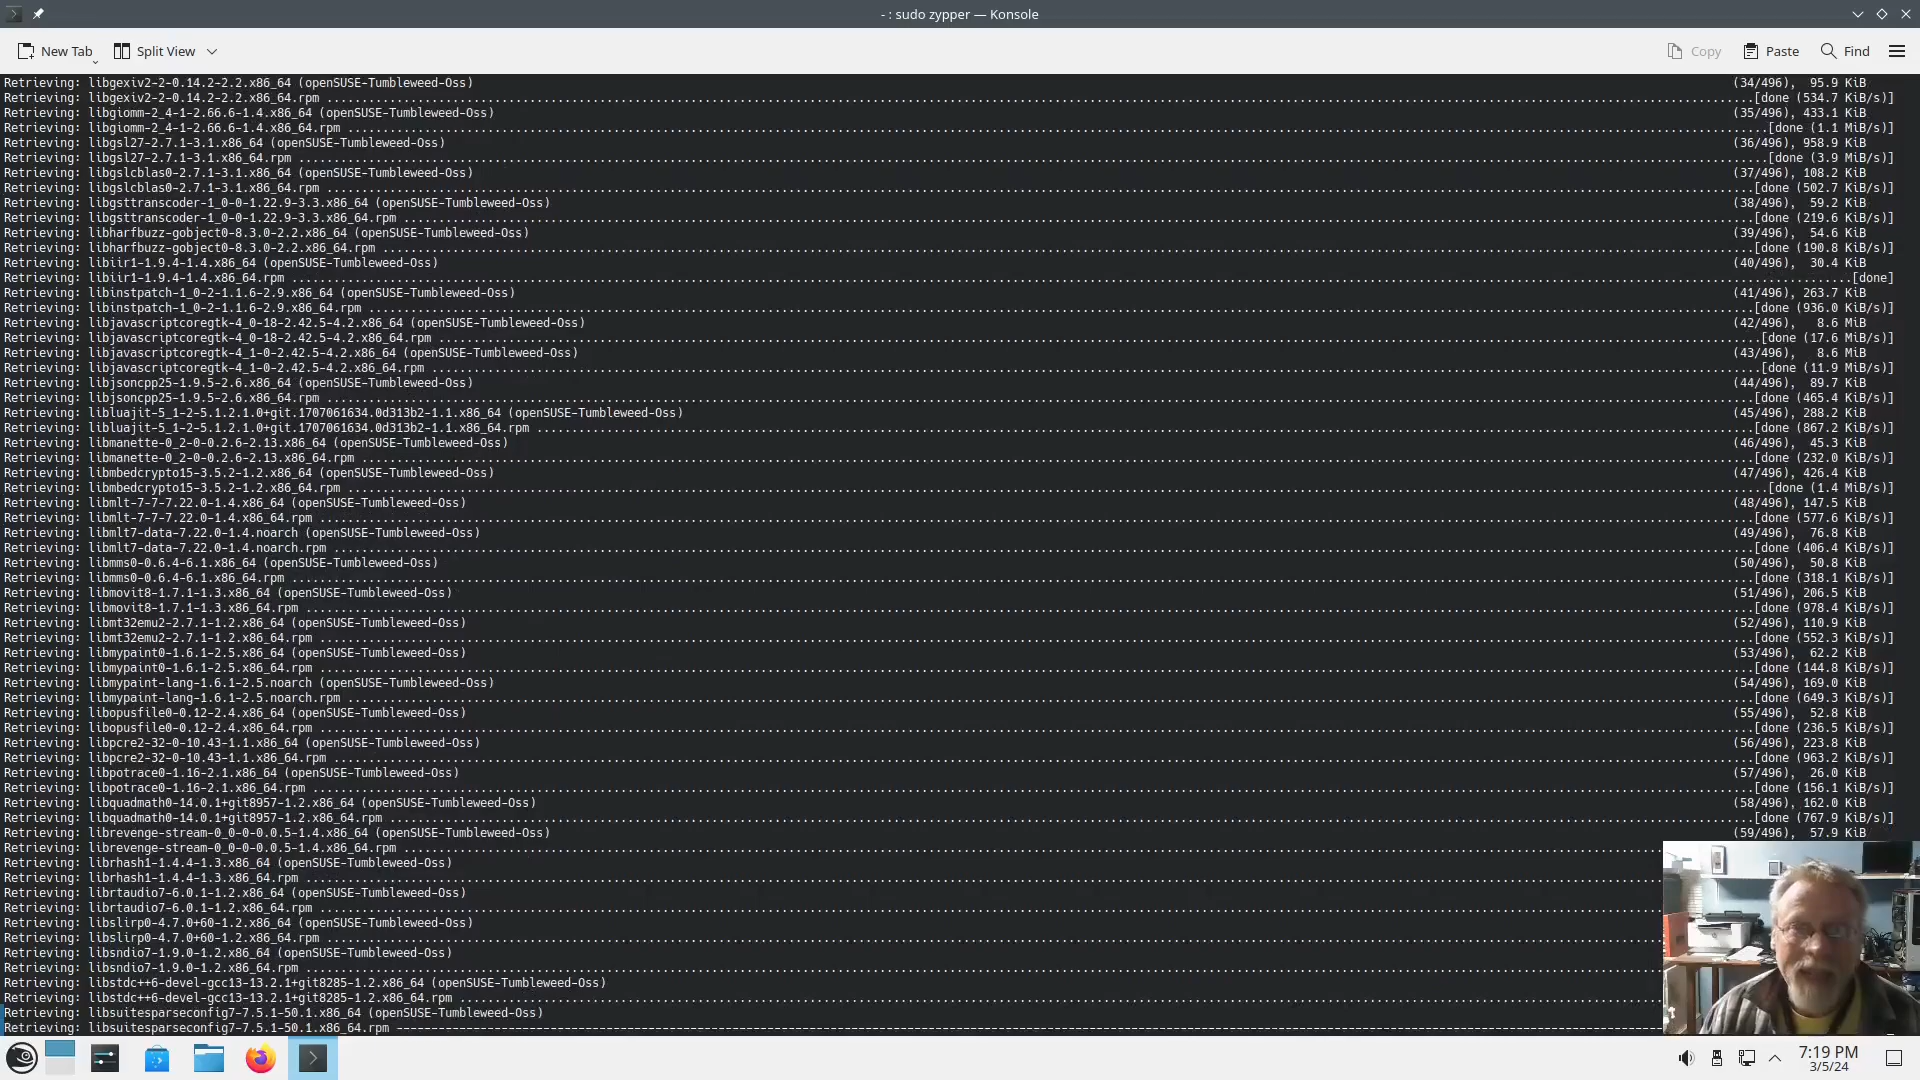 - : sudo zypper — Konsole
New Tab
Split View
Copy
Paste
Find
Retrieving: libgexiv2-2-0.14.2-2.2.x86_64 (openSUSE-Tumbleweed-Oss) (34/496), 95.9 KiB
Retrieving: libgexiv2-2-0.14.2-2.2.x86_64.rpm ...[done (534.7 KiB/s)]
Retrieving: libgiomm-2_4-1-2.66.6-1.4.x86_64 (openSUSE-Tumbleweed-Oss) (35/496), 433.1 KiB
Retrieving: libgiomm-2_4-1-2.66.6-1.4.x86_64.rpm ...[done (1.1 MiB/s)]
Retrieving: libgsl27-2.7.1-3.1.x86_64 (openSUSE-Tumbleweed-Oss) (36/496), 958.9 KiB
Retrieving: libgsl27-2.7.1-3.1.x86_64.rpm ...[done (3.9 MiB/s)]
Retrieving: libgslcblas0-2.7.1-3.1.x86_64 (openSUSE-Tumbleweed-Oss) (37/496), 108.2 KiB
Retrieving: libgslcblas0-2.7.1-3.1.x86_64.rpm ...[done (502.7 KiB/s)]
Retrieving: libgsttranscoder-1_0-0-1.22.9-3.3.x86_64 (openSUSE-Tumbleweed-Oss) (38/496), 59.2 KiB
Retrieving: libgsttranscoder-1_0-0-1.22.9-3.3.x86_64.rpm ...[done (219.6 KiB/s)]
Retrieving: libharfbuzz-gobject0-8.3.0-2.2.x86_64 (openSUSE-Tumbleweed-Oss) (39/496), 54.6 KiB
Retrieving: libharfbuzz-gobject0-8.3.0-2.2.x86_64.rpm ...[done (190.8 KiB/s)]
Retrieving: libiir1-1.9.4-1.4.x86_64 (openSUSE-Tumbleweed-Oss) (40/496), 30.4 KiB
Retrieving: libiir1-1.9.4-1.4.x86_64.rpm ...[done]
Retrieving: libinstpatch-1_0-2-1.1.6-2.9.x86_64 (openSUSE-Tumbleweed-Oss) (41/496), 263.7 KiB
Retrieving: libinstpatch-1_0-2-1.1.6-2.9.x86_64.rpm ...[done (936.0 KiB/s)]
Retrieving: libjavascriptcoregtk-4_0-18-2.42.5-4.2.x86_64 (openSUSE-Tumbleweed-Oss) (42/496), 8.6 MiB
Retrieving: libjavascriptcoregtk-4_0-18-2.42.5-4.2.x86_64.rpm ...[done (17.6 MiB/s)]
Retrieving: libjavascriptcoregtk-4_1-0-2.42.5-4.2.x86_64 (openSUSE-Tumbleweed-Oss) (43/496), 8.6 MiB
Retrieving: libjavascriptcoregtk-4_1-0-2.42.5-4.2.x86_64.rpm ...[done (11.9 MiB/s)]
Retrieving: libjsoncpp25-1.9.5-2.6.x86_64 (openSUSE-Tumbleweed-Oss) (44/496), 89.7 KiB
Retrieving: libjsoncpp25-1.9.5-2.6.x86_64.rpm ...[done (465.4 KiB/s)]
Retrieving: libluajit-5_1-2-5.1.2.1.0+git.1707061634.0d313b2-1.1.x86_64 (openSUSE-Tumbleweed-Oss) (45/496), 288.2 KiB
Retrieving: libluajit-5_1-2-5.1.2.1.0+git.1707061634.0d313b2-1.1.x86_64.rpm ...[done (867.2 KiB/s)]
Retrieving: libmanette-0_2-0-0.2.6-2.13.x86_64 (openSUSE-Tumbleweed-Oss) (46/496), 45.3 KiB
Retrieving: libmanette-0_2-0-0.2.6-2.13.x86_64.rpm ...[done (232.0 KiB/s)]
Retrieving: libmbedcrypto15-3.5.2-1.2.x86_64 (openSUSE-Tumbleweed-Oss) (47/496), 426.4 KiB
Retrieving: libmbedcrypto15-3.5.2-1.2.x86_64.rpm ...[done (1.4 MiB/s)]
Retrieving: libmlt-7-7-7.22.0-1.4.x86_64 (openSUSE-Tumbleweed-Oss) (48/496), 147.5 KiB
Retrieving: libmlt-7-7-7.22.0-1.4.x86_64.rpm ...[done (577.6 KiB/s)]
Retrieving: libmlt7-data-7.22.0-1.4.noarch (openSUSE-Tumbleweed-Oss) (49/496), 76.8 KiB
Retrieving: libmlt7-data-7.22.0-1.4.noarch.rpm ...[done (406.4 KiB/s)]
Retrieving: libmms0-0.6.4-6.1.x86_64 (openSUSE-Tumbleweed-Oss) (50/496), 50.8 KiB
Retrieving: libmms0-0.6.4-6.1.x86_64.rpm ...[done (318.1 KiB/s)]
Retrieving: libmovit8-1.7.1-1.3.x86_64 (openSUSE-Tumbleweed-Oss) (51/496), 206.5 KiB
Retrieving: libmovit8-1.7.1-1.3.x86_64.rpm ...[done (978.4 KiB/s)]
Retrieving: libmt32emu2-2.7.1-1.2.x86_64 (openSUSE-Tumbleweed-Oss) (52/496), 110.9 KiB
Retrieving: libmt32emu2-2.7.1-1.2.x86_64.rpm ...[done (552.3 KiB/s)]
Retrieving: libmypaint0-1.6.1-2.5.x86_64 (openSUSE-Tumbleweed-Oss) (53/496), 62.2 KiB
Retrieving: libmypaint0-1.6.1-2.5.x86_64.rpm ...[done (144.8 KiB/s)]
Retrieving: libmypaint-lang-1.6.1-2.5.noarch (openSUSE-Tumbleweed-Oss) (54/496), 169.0 KiB
Retrieving: libmypaint-lang-1.6.1-2.5.noarch.rpm ...[done (649.3 KiB/s)]
Retrieving: libopusfile0-0.12-2.4.x86_64 (openSUSE-Tumbleweed-Oss) (55/496), 52.8 KiB
Retrieving: libopusfile0-0.12-2.4.x86_64.rpm ...[done (236.5 KiB/s)]
Retrieving: libpcre2-32-0-10.43-1.1.x86_64 (openSUSE-Tumbleweed-Oss) (56/496), 223.8 KiB
Retrieving: libpcre2-32-0-10.43-1.1.x86_64.rpm ...[done (963.2 KiB/s)]
Retrieving: libpotrace0-1.16-2.1.x86_64 (openSUSE-Tumbleweed-Oss) (57/496), 26.0 KiB
Retrieving: libpotrace0-1.16-2.1.x86_64.rpm ...[done (156.1 KiB/s)]
Retrieving: libquadmath0-14.0.1+git8957-1.2.x86_64 (openSUSE-Tumbleweed-Oss) (58/496), 162.0 KiB
Retrieving: libquadmath0-14.0.1+git8957-1.2.x86_64.rpm ...[done (767.9 KiB/s)]
Retrieving: librevenge-stream-0_0-0-0.0.5-1.4.x86_64 (openSUSE-Tumbleweed-Oss) (59/496), 57.9 KiB
Retrieving: librevenge-stream-0_0-0-0.0.5-1.4.x86_64.rpm ...
Retrieving: librhash1-1.4.4-1.3.x86_64 (openSUSE-Tumbleweed-Oss)
Retrieving: librhash1-1.4.4-1.3.x86_64.rpm ...
Retrieving: librtaudio7-6.0.1-1.2.x86_64 (openSUSE-Tumbleweed-Oss)
Retrieving: librtaudio7-6.0.1-1.2.x86_64.rpm ...
Retrieving: libslirp0-4.7.0+60-1.2.x86_64 (openSUSE-Tumbleweed-Oss)
Retrieving: libslirp0-4.7.0+60-1.2.x86_64.rpm ...
Retrieving: libsndio7-1.9.0-1.2.x86_64 (openSUSE-Tumbleweed-Oss)
Retrieving: libsndio7-1.9.0-1.2.x86_64.rpm ...
Retrieving: libstdc++6-devel-gcc13-13.2.1+git8285-1.2.x86_64 (openSUSE-Tumbleweed-Oss)
Retrieving: libstdc++6-devel-gcc13-13.2.1+git8285-1.2.x86_64.rpm ...
Retrieving: libsuitesparseconfig7-7.5.1-50.1.x86_64 (openSUSE-Tumbleweed-Oss)
Retrieving: libsuitesparseconfig7-7.5.1-50.1.x86_64.rpm ---
7:19 PM
3/5/24